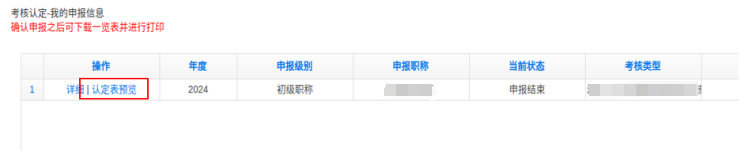 考核认定-我的申报信息
确认申报之后可下载一览表并进行打印
操作 年度 申报级别 申报职称 当前状态 考核类型
1 详细 | 认定表预览 2024 初级职称 申报结束